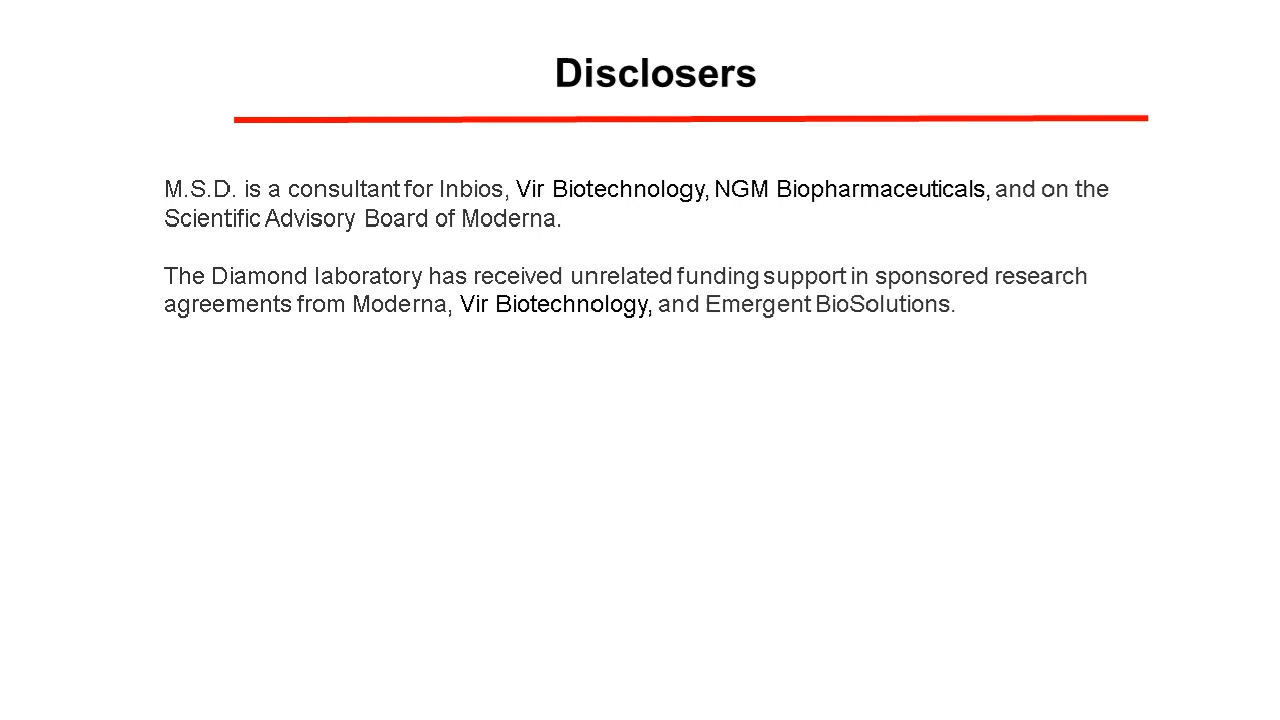 Disclosers
M.S.D. is a consultant for Inbios, Vir Biotechnology, NGM Biopharmaceuticals, and on the
Scientific Advisory Board of Moderna.
The Diamond laboratory has received unrelated funding support in sponsored research
agreements from Moderna, Vir Biotechnology, and Emergent BioSolutions.